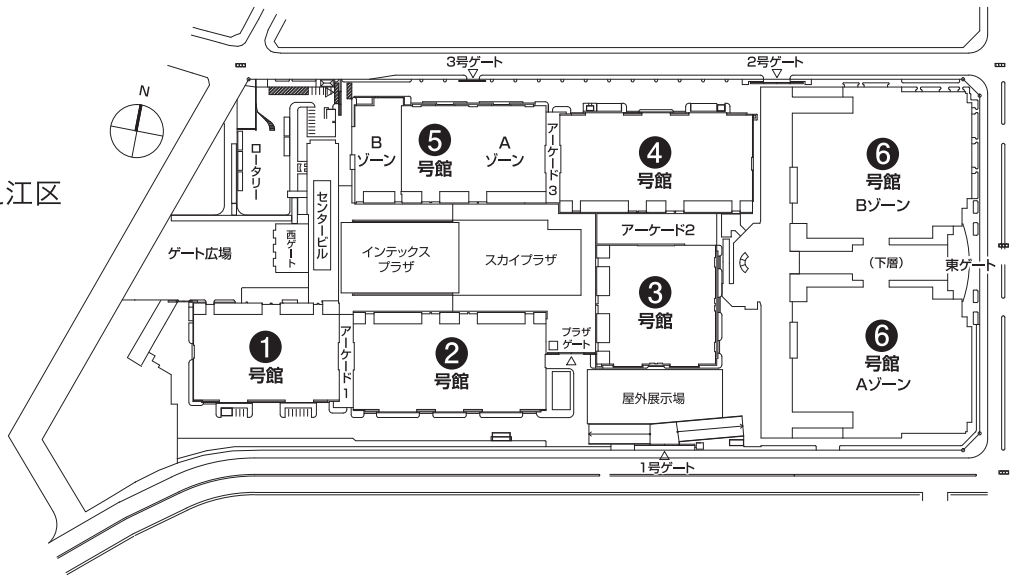 3号ゲート
2号ゲート
N
之江区
ロータリー
センタービル
西ゲート
ゲート広場
B
ゾーン
5
号館
A
ゾーン
アーケード3
4
号館
6
号館
Bゾーン
インテックス
プラザ
スカイプラザ
アーケード2
(下層)
東ゲート
3
号館
1
号館
アーケード1
2
号館
プラザ
ゲート
6
号館
Aゾーン
屋外展示場
1号ゲート